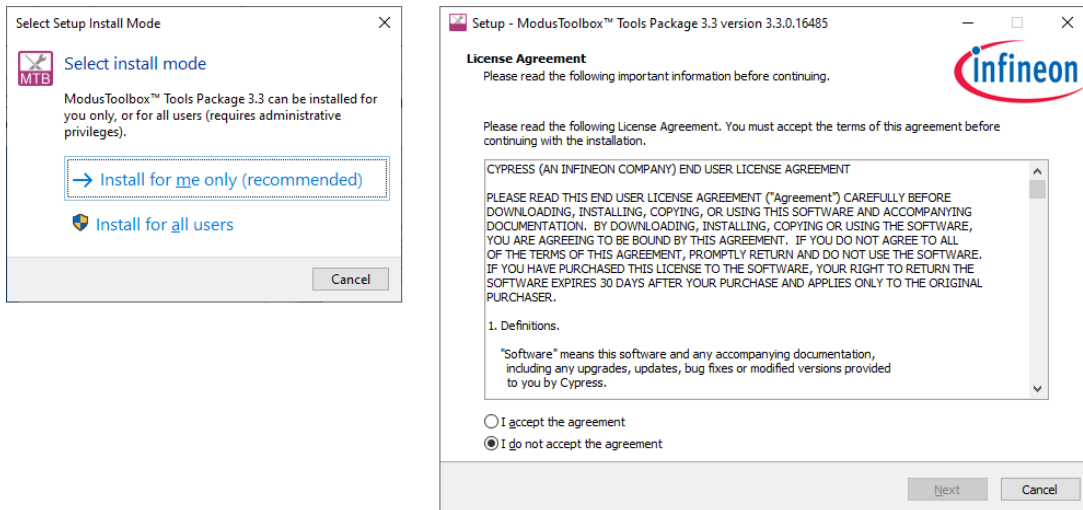 Select Setup Install Mode
MTB
Select install mode
ModusToolbox™ Tools Package 3.3 can be installed for
you only, or for all users (requires administrative
privileges).
Install for me only (recommended)
Install for all users
Cancel
Setup - ModusToolbox™ Tools Package 3.3 version 3.3.0.16485
License Agreement
Please read the following important information before continuing.
infineon
Please read the following License Agreement. You must accept the terms of this agreement before
continuing with the installation.
CYPRESS (AN INFINEON COMPANY) END USER LICENSE AGREEMENT
PLEASE READ THIS END USER LICENSE AGREEMENT ("Agreement") CAREFULLY BEFORE
DOWNLOADING, INSTALLING, COPYING, OR USING THIS SOFTWARE AND ACCOMPANYING
DOCUMENTATION. BY DOWNLOADING, INSTALLING, COPYING OR USING THE SOFTWARE,
YOU ARE AGREEING TO BE BOUND BY THIS AGREEMENT. IF YOU DO NOT AGREE TO ALL
OF THE TERMS OF THIS AGREEMENT, PROMPTLY RETURN AND DO NOT USE THE SOFTWARE.
IF YOU HAVE PURCHASED THIS LICENSE TO THE SOFTWARE, YOUR RIGHT TO RETURN THE
SOFTWARE EXPIRES 30 DAYS AFTER YOUR PURCHASE AND APPLIES ONLY TO THE ORIGINAL
PURCHASER.
1. Definitions.
"Software" means this software and any accompanying documentation,
including any upgrades, updates, bug fixes or modified versions provided
to you by Cypress.
I accept the agreement
I do not accept the agreement
Next
Cancel